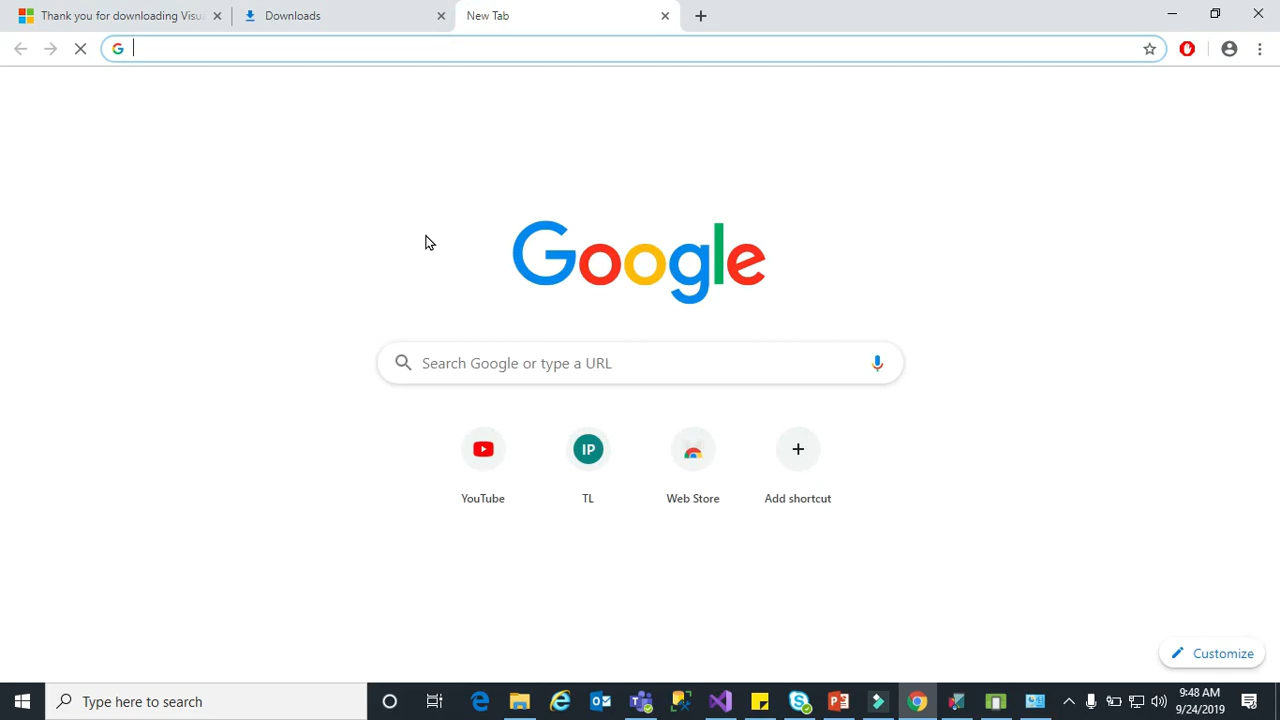 Thank you for downloading Visu
Downloads
New Tab
Google
Search Google or type a URL
IP
YouTube
TL
Web Store
Add shortcut
Customize
Type here to search
9:48 AM
9/24/2019